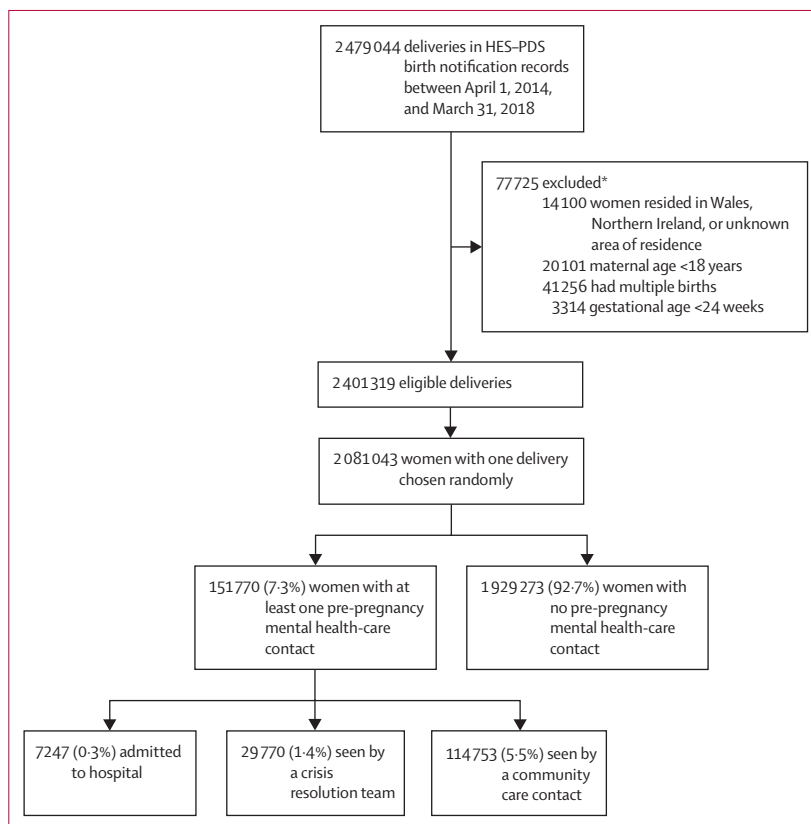 2 479 044 deliveries in HES–PDS
birth notification records
between April 1, 2014,
and March 31, 2018
77 725 excluded*
14 100 women resided in Wales,
Northern Ireland, or unknown
area of residence
20 101 maternal age <18 years
41 256 had multiple births
3314 gestational age <24 weeks
2 401 319 eligible deliveries
2 081 043 women with one delivery
chosen randomly
151 770 (7·3%) women with at
least one pre-pregnancy
mental health-care
contact
1 929 273 (92·7%) women with
no pre-pregnancy
mental health-care
contact
7247 (0·3%) admitted
to hospital
29 770 (1·4%) seen by
a crisis
resolution team
114 753 (5·5%) seen by
a community
care contact